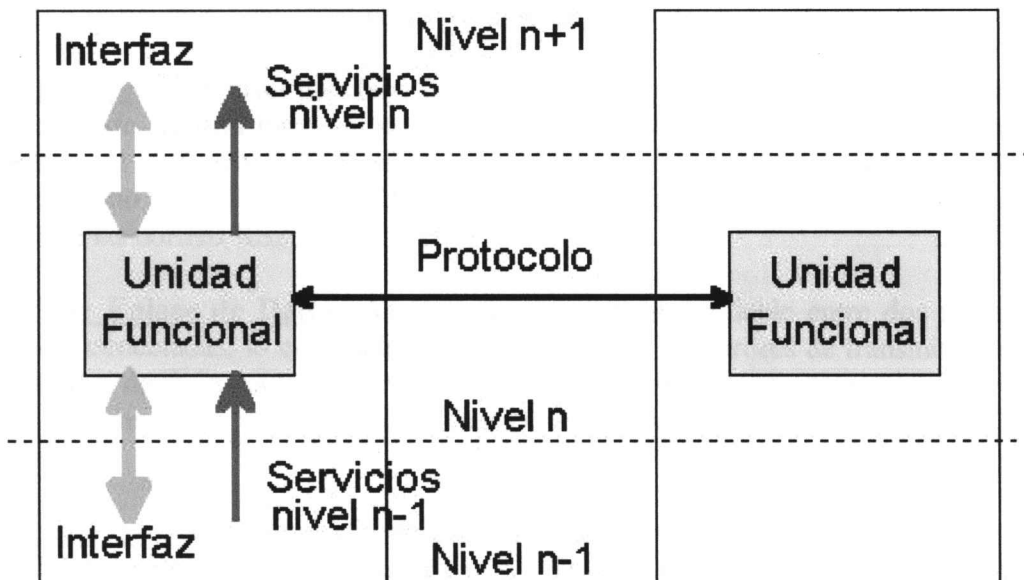 Nivel n+1
Interfaz
Servicios
nivel n
Protocolo
Unidad
Funcional
Unidad
Funcional
Nivel n
Servicios
nivel n-1
Interfaz
Nivel n-1